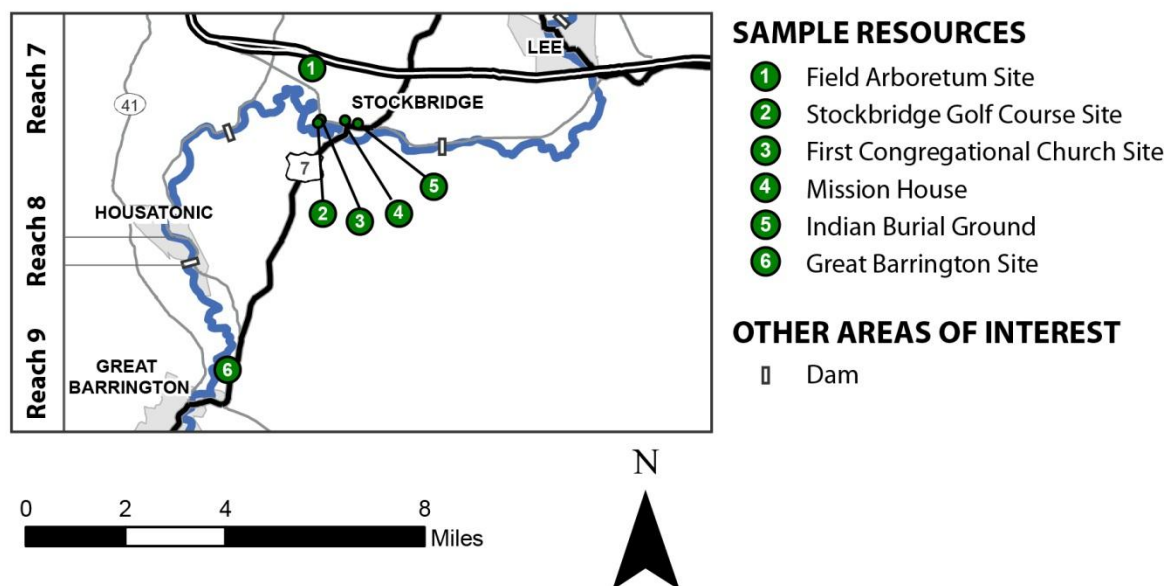 Reach 7
Reach 8
Reach 9
LEE
1
41
STOCKBRIDGE
7
5
HOUSATONIC
2
3
4
GREAT
BARRINGTON
6
SAMPLE RESOURCES
1 Field Arboretum Site
2 Stockbridge Golf Course Site
3 First Congregational Church Site
4 Mission House
5 Indian Burial Ground
6 Great Barrington Site
OTHER AREAS OF INTEREST
Dam
0 2 4 8
Miles
N